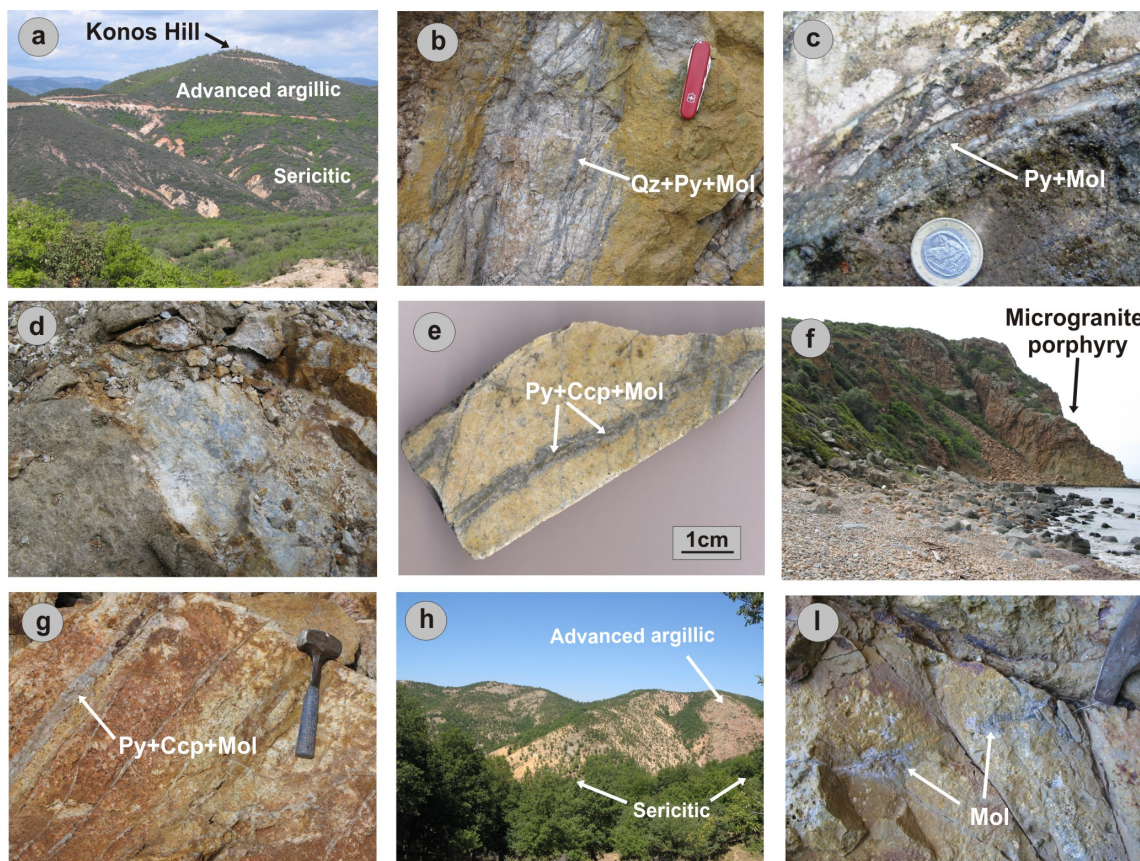 a
Konos Hill
Advanced argillic
Sericitic
b
Qz+Py+Mol
c
Py+Mol
d
e
Py+Ccp+Mol
1cm
f
Microgranite
porphyry
g
Py+Ccp+Mol
h
Advanced argillic
Sericitic
I
Mol